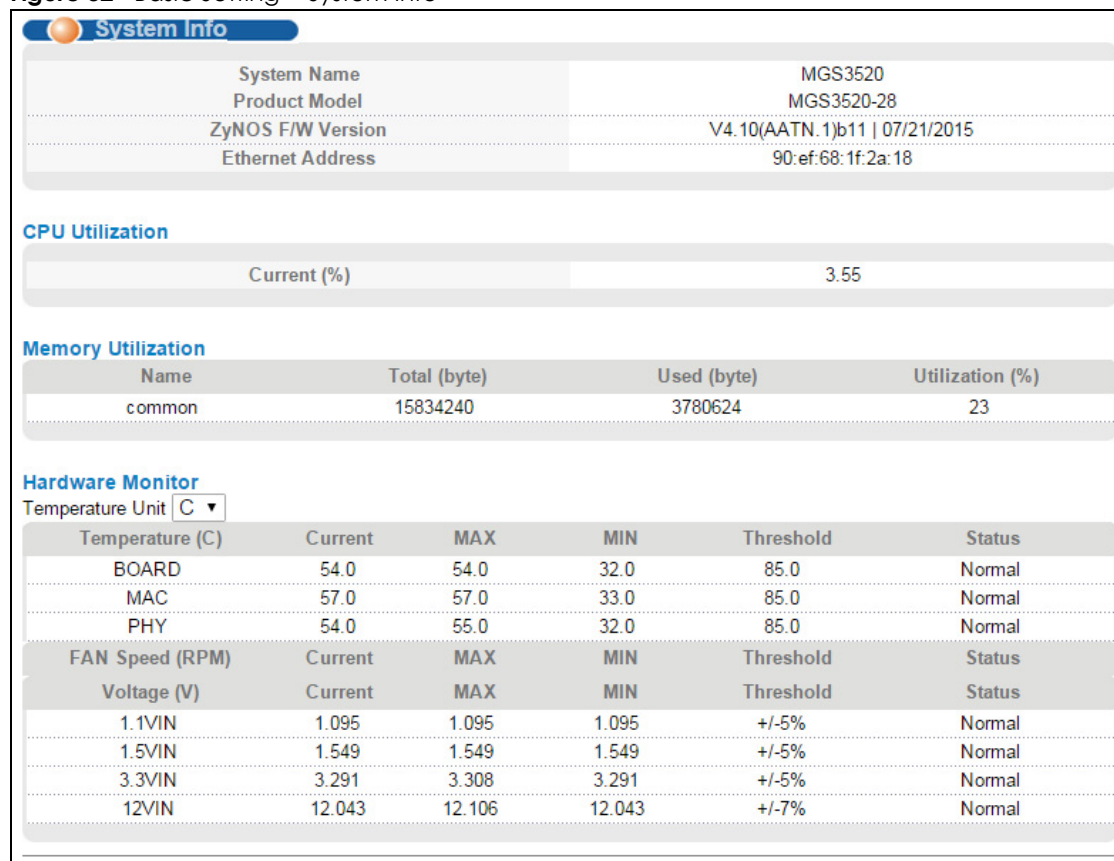 System Info
System Name MGS3520
Product Model MGS3520-28
ZyNOS F/W Version V4.10(AATN.1)b11 | 07/21/2015
Ethernet Address 90:ef:68:1f:2a:18
CPU Utilization
Current (%) 3.55
Memory Utilization
Name Total (byte) Used (byte) Utilization (%)
common 15834240 3780624 23
Hardware Monitor
Temperature Unit C
Temperature (C) Current MAX MIN Threshold Status
BOARD 54.0 54.0 32.0 85.0 Normal
MAC 57.0 57.0 33.0 85.0 Normal
PHY 54.0 55.0 32.0 85.0 Normal
FAN Speed (RPM) Current MAX MIN Threshold Status
Voltage (V) Current MAX MIN Threshold Status
1.1VIN 1.095 1.095 1.095 +/-5% Normal
1.5VIN 1.549 1.549 1.549 +/-5% Normal
3.3VIN 3.291 3.308 3.291 +/-5% Normal
12VIN 12.043 12.106 12.043 +/-7% Normal